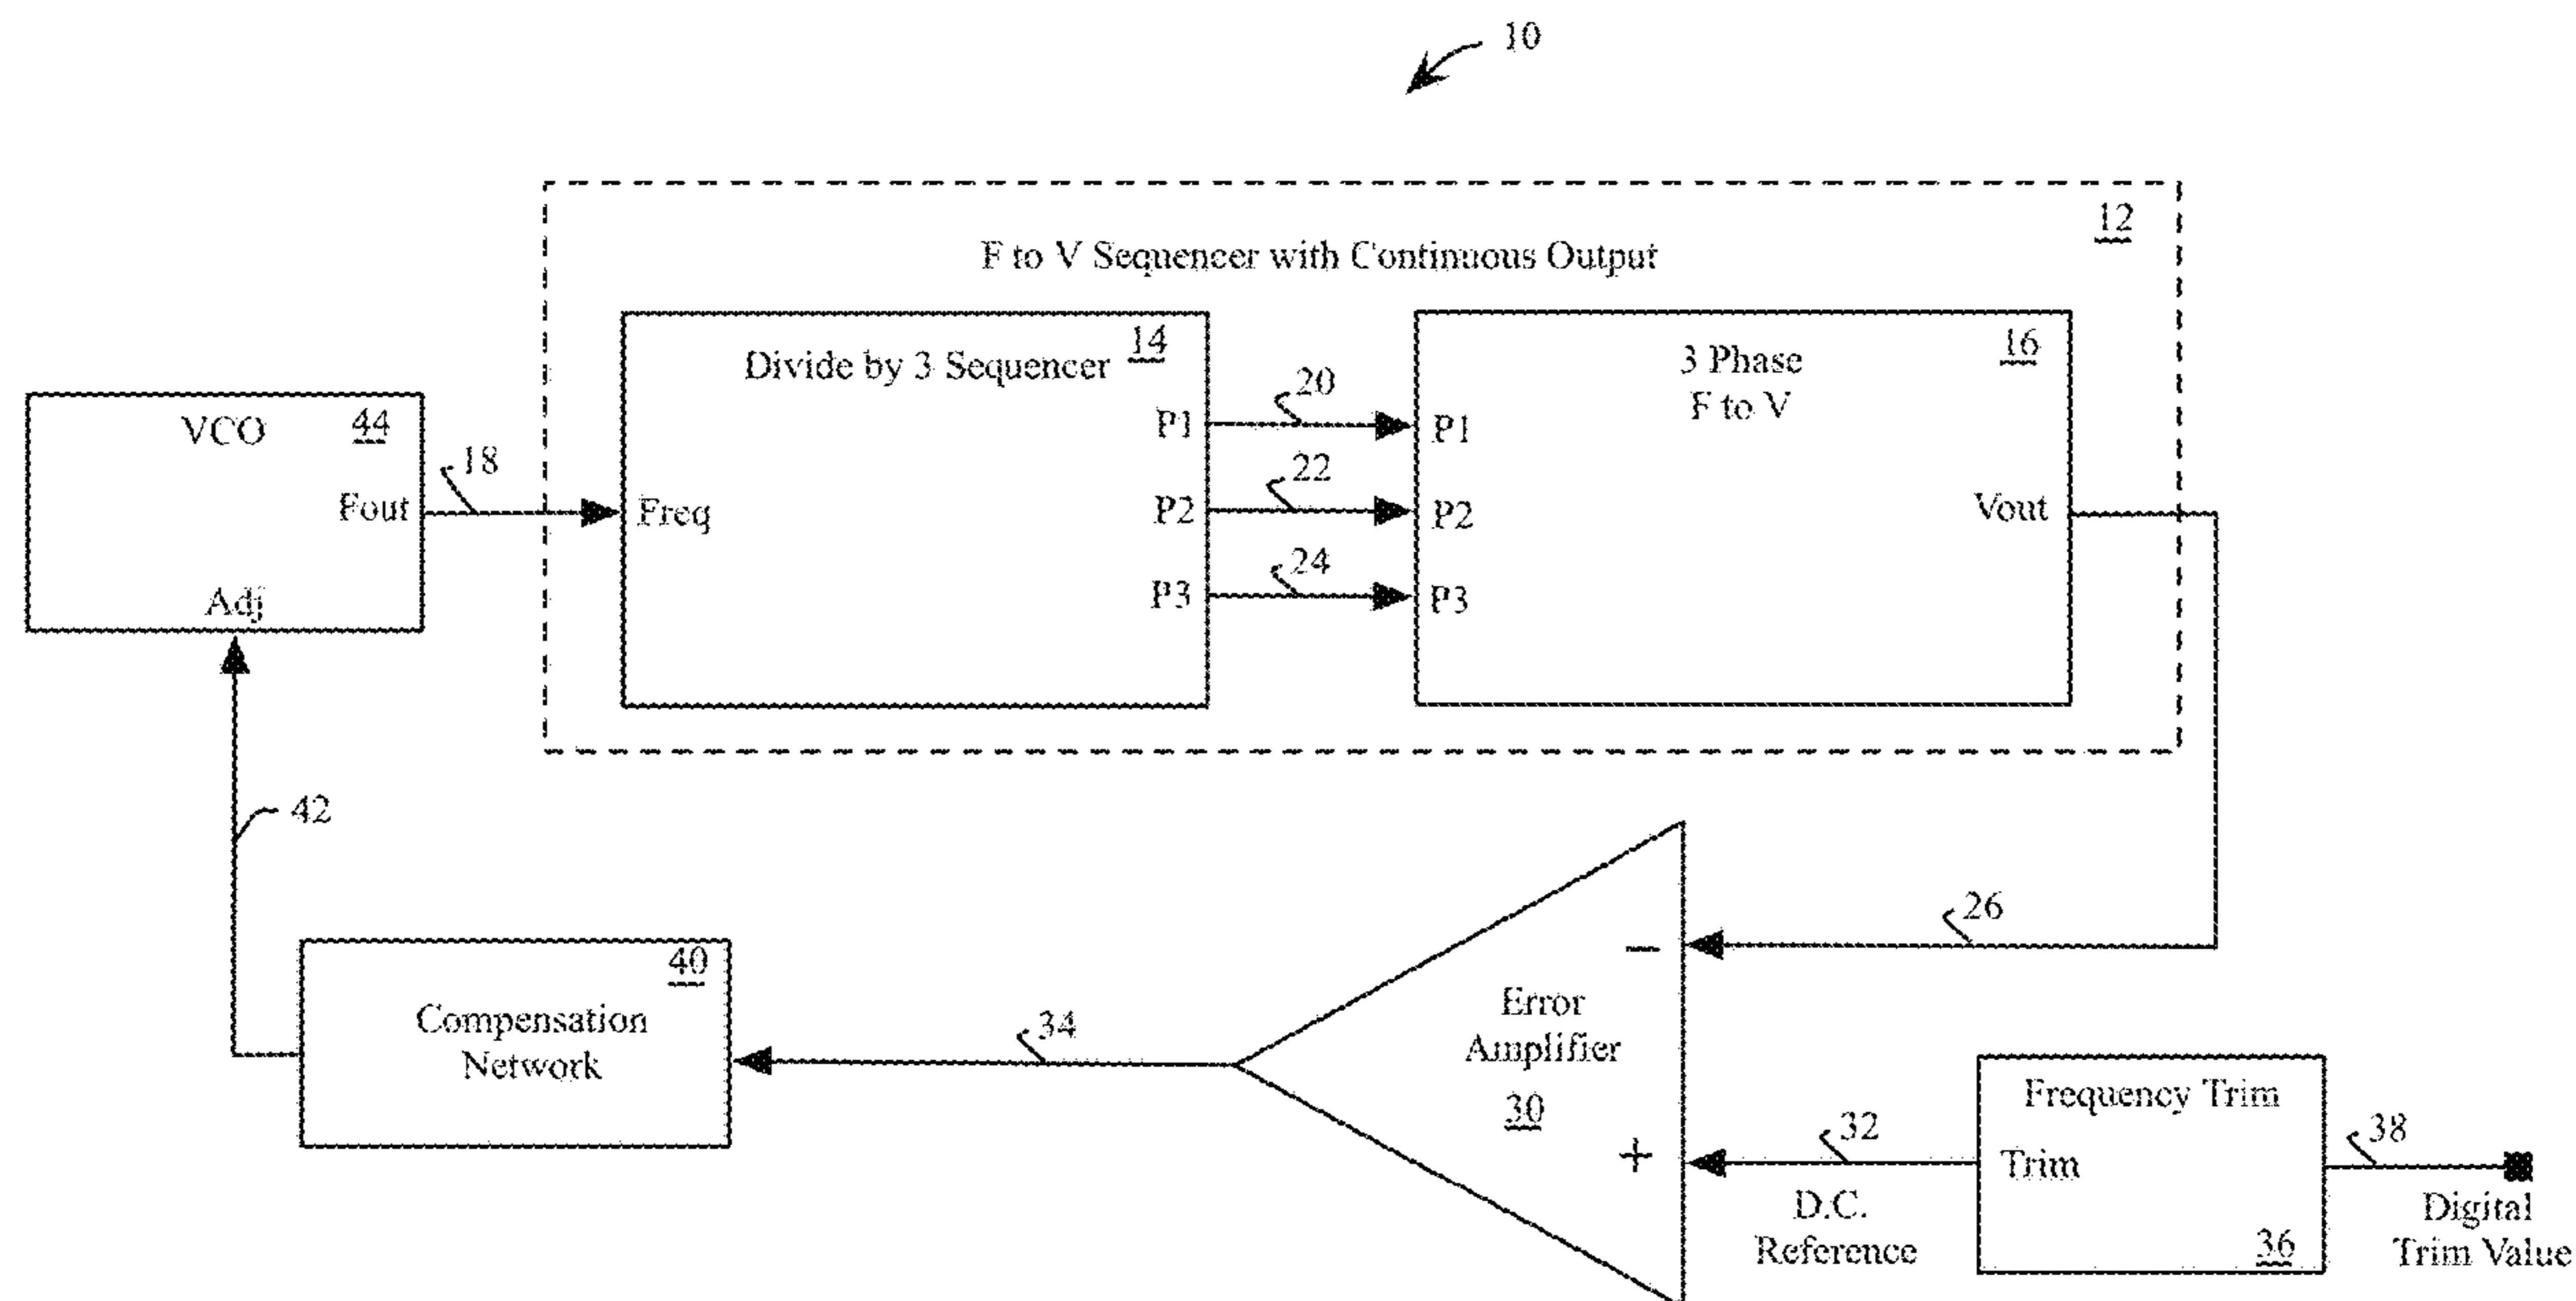 10
12
F to V Sequencer with Continuous Output
14
Divide by 3 Sequencer
P1
P2
P3
Freq
20
22
24
16
3 Phase
F to V
P1
P2
P3
Vout
VCO
44
Fout
Adj
18
42
26
40
Compensation
Network
34
−
Error
Amplifier
30
+
32
D.C.
Reference
Frequency Trim
Trim
36
38
Digital
Trim Value